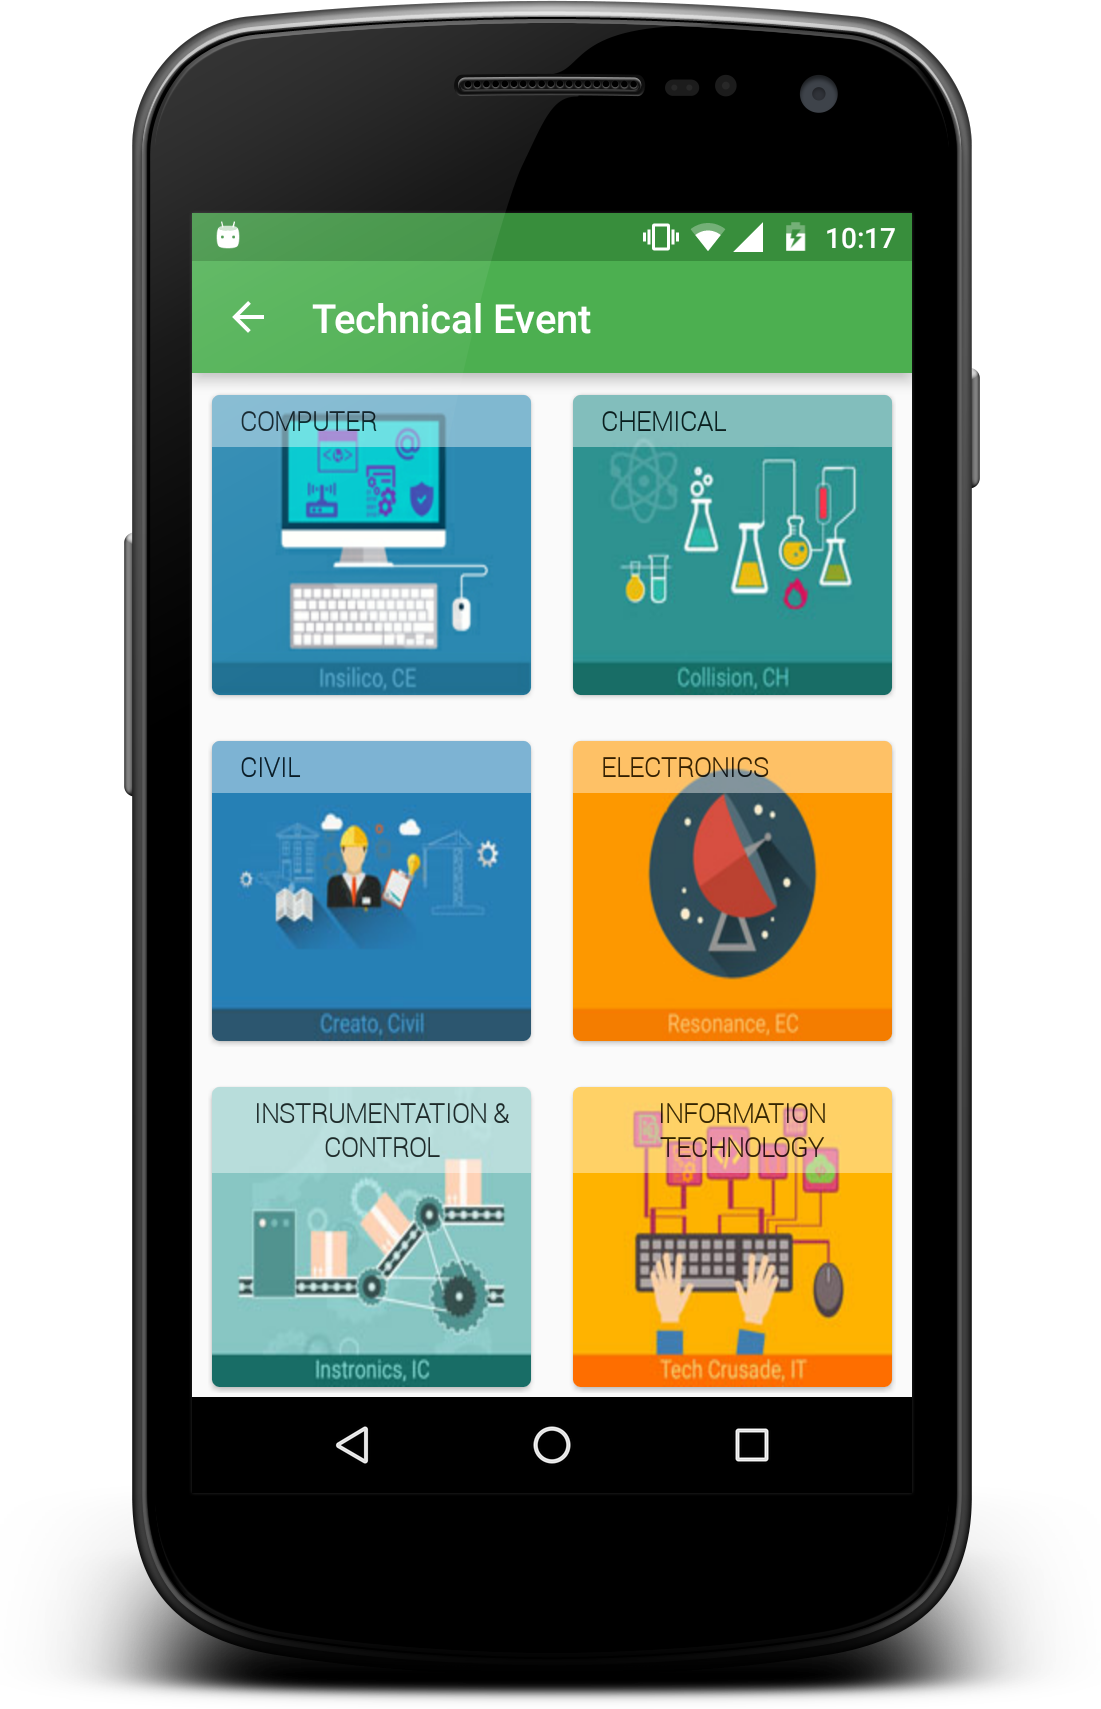 10:17
Technical Event
COMPUTER
CHEMICAL
@
Insilico, CE
Collision, CH
CIVIL
ELECTRONICS
Creato, Civil
Resonance, EC
INSTRUMENTATION &
CONTROL
INFORMATION
TECHNOLOGY
Instronics, IC
Tech Crusade, IT